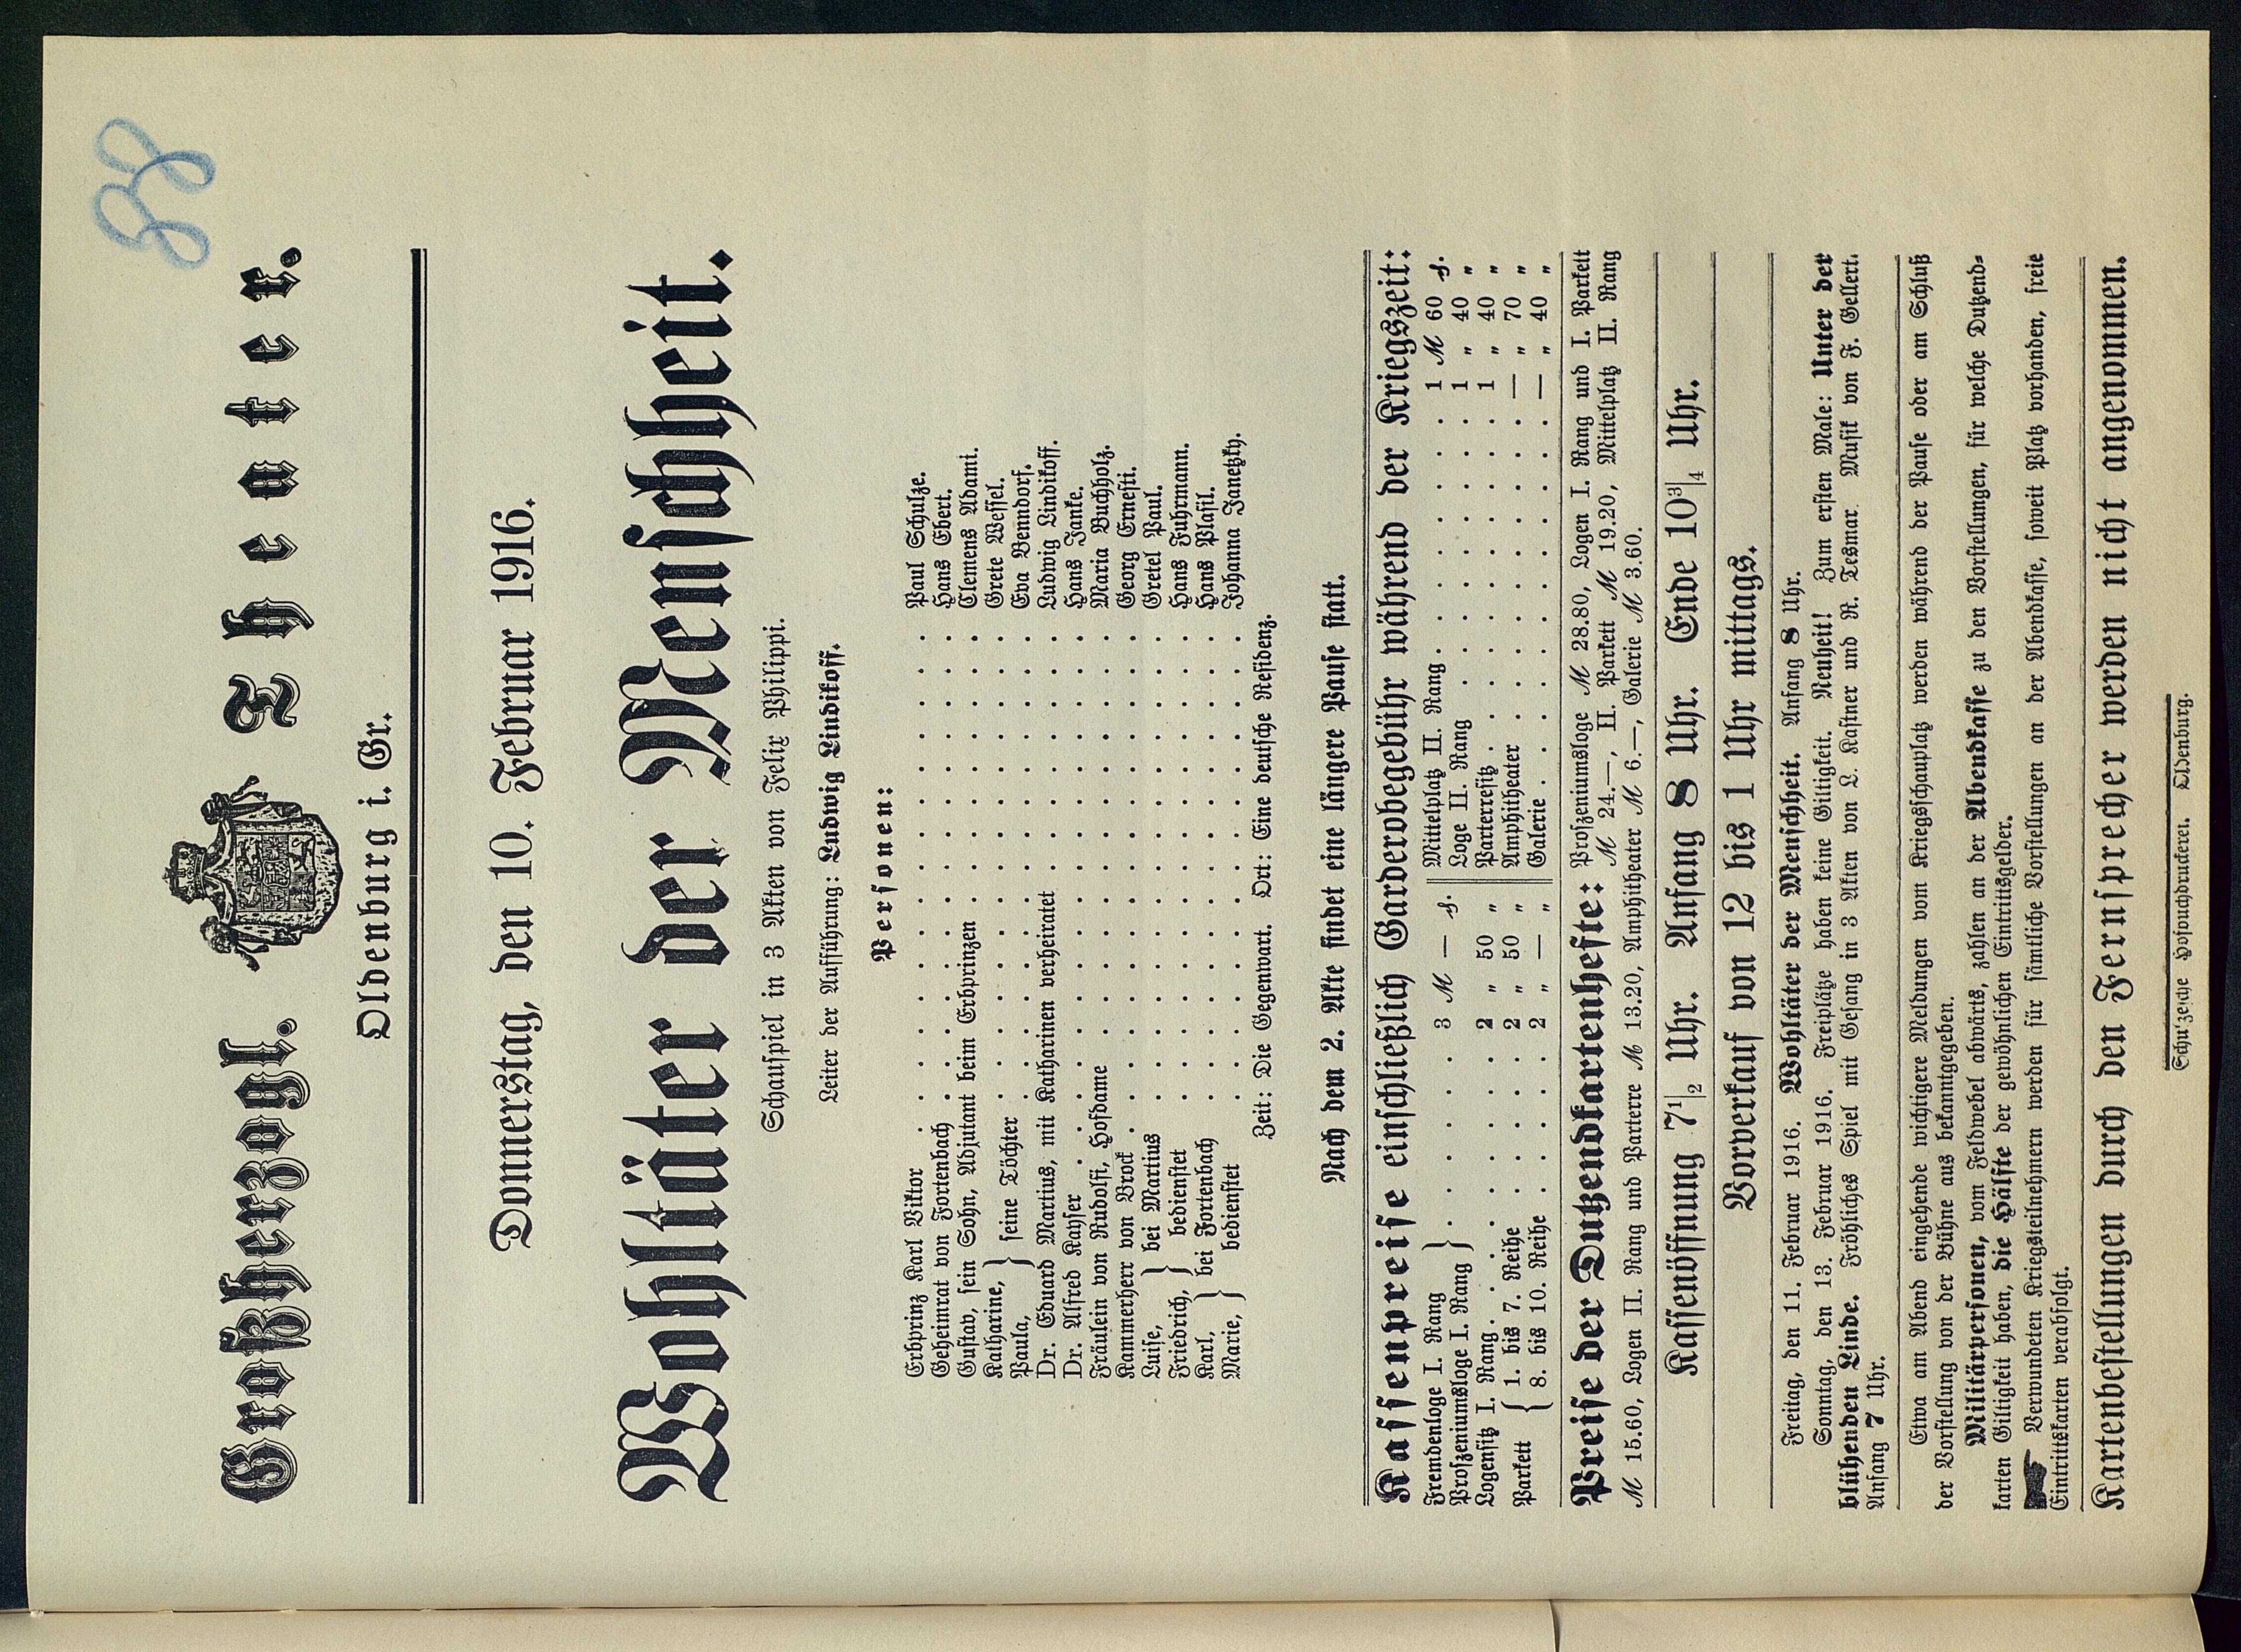 88
Großherzogl. Theater.
Oldenburg i. Gr.
Donnerstag, den 10. Februar 1916.
Wohltäter der Menschheit.
Schauspiel in 3 Akten von Felix Philippi.
Leiter der Aufführung: Ludwig Lindikoff.
Personen:
Erbprinz Karl Viktor . . . . . . . . . . Paul Schulze.
Geheimrat von Fortenbach . . . . . . . . . . Hans Ebert.
Gustav, sein Sohn, Adjutant beim Erbprinzen . . . . . . Clemens Adami.
Katharine, } seine Töchter . . . . . . . . . . Grete Wessel.
Paula, } . . . . . . . . . . Eva Benndorf.
Dr. Eduard Martius, mit Katharinen verheiratet . . . . . . Ludwig Lindikoff.
Dr. Alfred Kayser . . . . . . . . . . Hans Janke.
Fräulein von Rudolfi, Hofdame . . . . . . . . . . Maria Buchholz.
Kammerherr von Brock . . . . . . . . . . Georg Ernesti.
Luise, } bei Martius . . . . . . . . . . Gretel Paul.
Friedrich, } bedienstet . . . . . . . . . . Hans Fuhrmann.
Karl, } bei Fortenbach . . . . . . . . . . Hans Plasil.
Marie, } bedienstet . . . . . . . . . . Johanna Janetzky.
Zeit: Die Gegenwart. Ort: Eine deutsche Residenz.
Nach dem 2. Akte findet eine längere Pause statt.
Kassenpreise einschließlich Garderobegebühr während der Kriegszeit:
Fremdenloge I. Rang } . . . . . 3 ℳ — ₰.
Proszeniumsloge I. Rang }
Logensitz I. Rang . . . . . 2 „ 50 „
Parkett { 1. bis 7. Reihe . . . . 2 „ 50 „
{ 8. bis 10. Reihe . . . . 2 „ — „
Mittelplatz II. Rang . . . . . . 1 ℳ 60 ₰.
Loge II. Rang . . . . . . 1 „ 40 „
Parterresitz . . . . . . 1 „ 40 „
Amphitheater . . . . . . — „ 70 „
Galerie . . . . . . — „ 40 „
Preise der Dutzendkartenhefte: Proszeniumsloge ℳ 28.80, Logen I. Rang und I. Parkett
ℳ 24.—, II. Parkett ℳ 19.20, Mittelplatz II. Rang
ℳ 15.60, Logen II. Rang und Parterre ℳ 13.20, Amphitheater ℳ 6.—, Galerie ℳ 3.60.
Kassenöffnung 7½ Uhr. Anfang 8 Uhr. Ende 10¾ Uhr.
Vorverkauf von 12 bis 1 Uhr mittags.
Freitag, den 11. Februar 1916. Wohltäter der Menschheit. Anfang 8 Uhr.
Sonntag, den 13. Februar 1916. Freiplätze haben keine Giltigkeit. Neuheit! Zum ersten Male: Unter der
blühenden Linde. Fröhliches Spiel mit Gesang in 3 Akten von L. Kastner und R. Tesmar. Musik von F. Gellert.
Anfang 7 Uhr.
Etwa am Abend eingehende wichtigere Meldungen vom Kriegsschauplatz werden während der Pause oder am Schluß
der Vorstellung von der Bühne aus bekanntgegeben.
Militärpersonen, vom Feldwebel abwärts, zahlen an der Abendkasse zu den Vorstellungen, für welche Dutzend-
karten Giltigkeit haben, die Hälfte der gewöhnlichen Eintrittsgelder.
☛ Verwundeten Kriegsteilnehmern werden für sämtliche Vorstellungen an der Abendkasse, soweit Platz vorhanden, freie
Eintrittskarten verabfolgt.
Kartenbestellungen durch den Fernsprecher werden nicht angenommen.
Schulzesche Hofbuchdruckerei. Oldenburg.